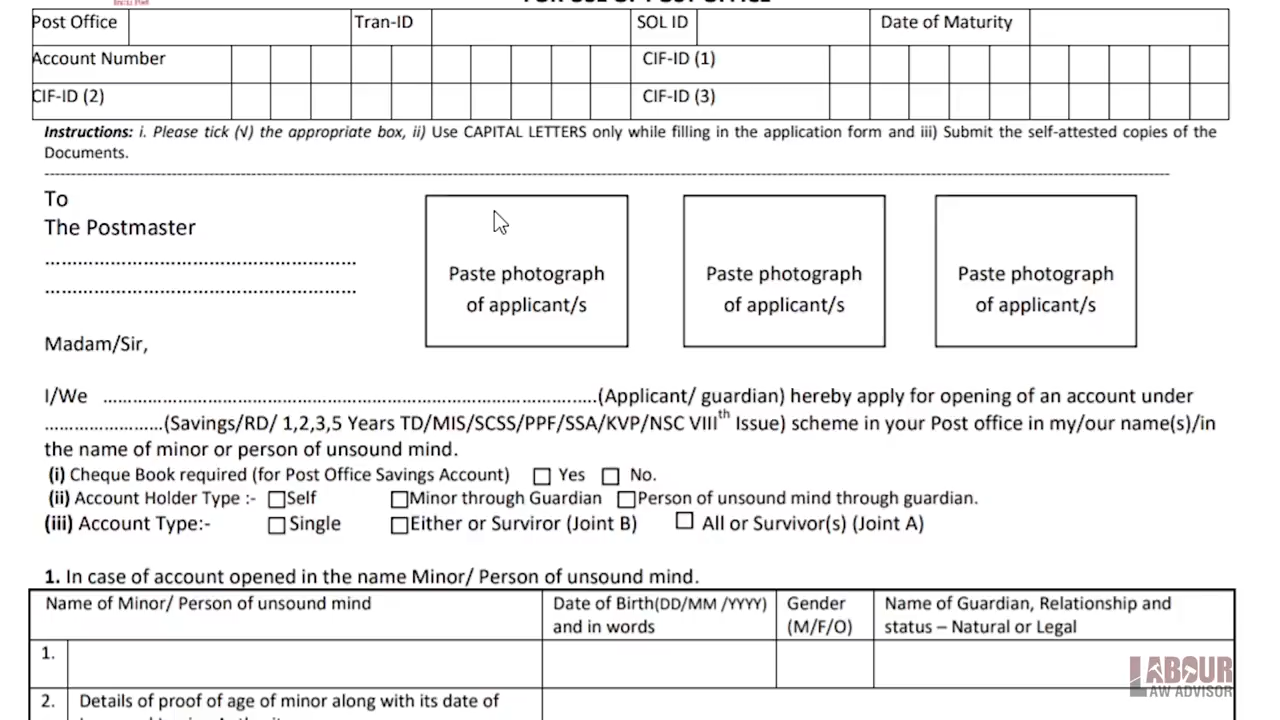 FOR USE OF POST OFFICE
Post Office Tran-ID SOL ID Date of Maturity
Account Number CIF-ID (1)
CIF-ID (2) CIF-ID (3)
Instructions: i. Please tick (√) the appropriate box, ii) Use CAPITAL LETTERS only while filling in the application form and iii) Submit the self-attested copies of the
Documents.
To
The Postmaster
Paste photograph Paste photograph Paste photograph
of applicant/s of applicant/s of applicant/s
Madam/Sir,
I/We ……………………………………………………………………..(Applicant/ guardian) hereby apply for opening of an account under
………………….(Savings/RD/ 1,2,3,5 Years TD/MIS/SCSS/PPF/SSA/KVP/NSC VIIIth Issue) scheme in your Post office in my/our name(s)/in
the name of minor or person of unsound mind.
(i) Cheque Book required (for Post Office Savings Account) Yes No.
(ii) Account Holder Type :- Self Minor through Guardian Person of unsound mind through guardian.
(iii) Account Type:- Single Either or Surviror (Joint B) All or Survivor(s) (Joint A)
1. In case of account opened in the name Minor/ Person of unsound mind.
Name of Minor/ Person of unsound mind Date of Birth(DD/MM /YYYY) Gender Name of Guardian, Relationship and
and in words (M/F/O) status – Natural or Legal
1.
LABOUR
LAW ADVISOR
2. Details of proof of age of minor along with its date of